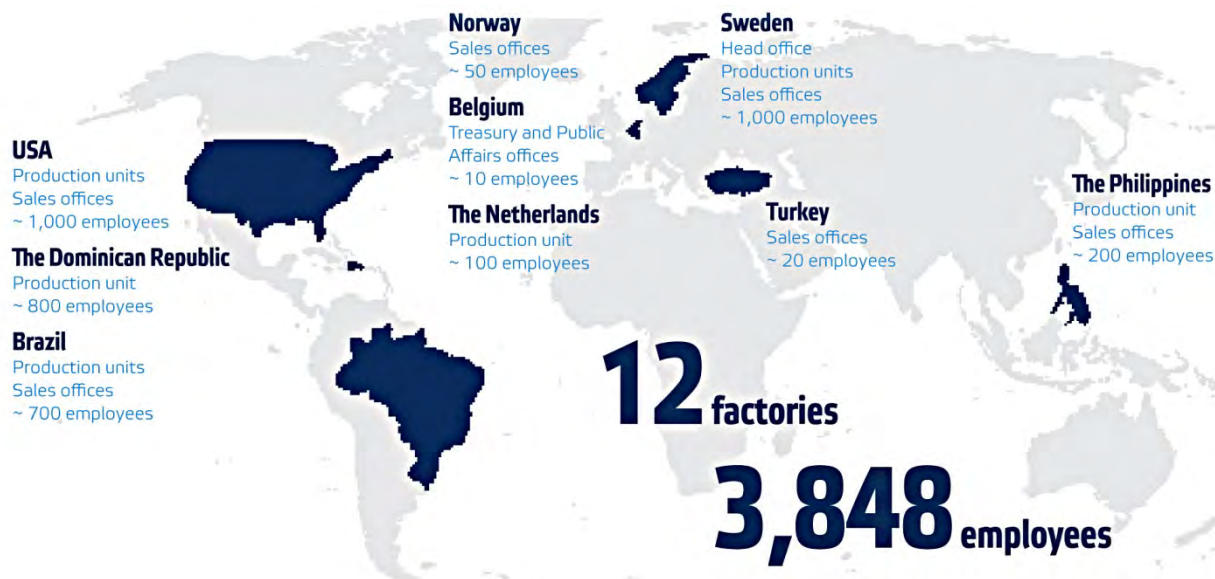 Norway
Sales offices
~ 50 employees
Sweden
Head office
Production units
Sales offices
~ 1,000 employees
Belgium
Treasury and Public
Affairs offices
~ 10 employees
USA
Production units
Sales offices
~ 1,000 employees
The Netherlands
Production unit
~ 100 employees
Turkey
Sales offices
~ 20 employees
The Philippines
Production unit
Sales offices
~ 200 employees
The Dominican Republic
Production unit
~ 800 employees
Brazil
Production units
Sales offices
~ 700 employees
12 factories
3,848 employees